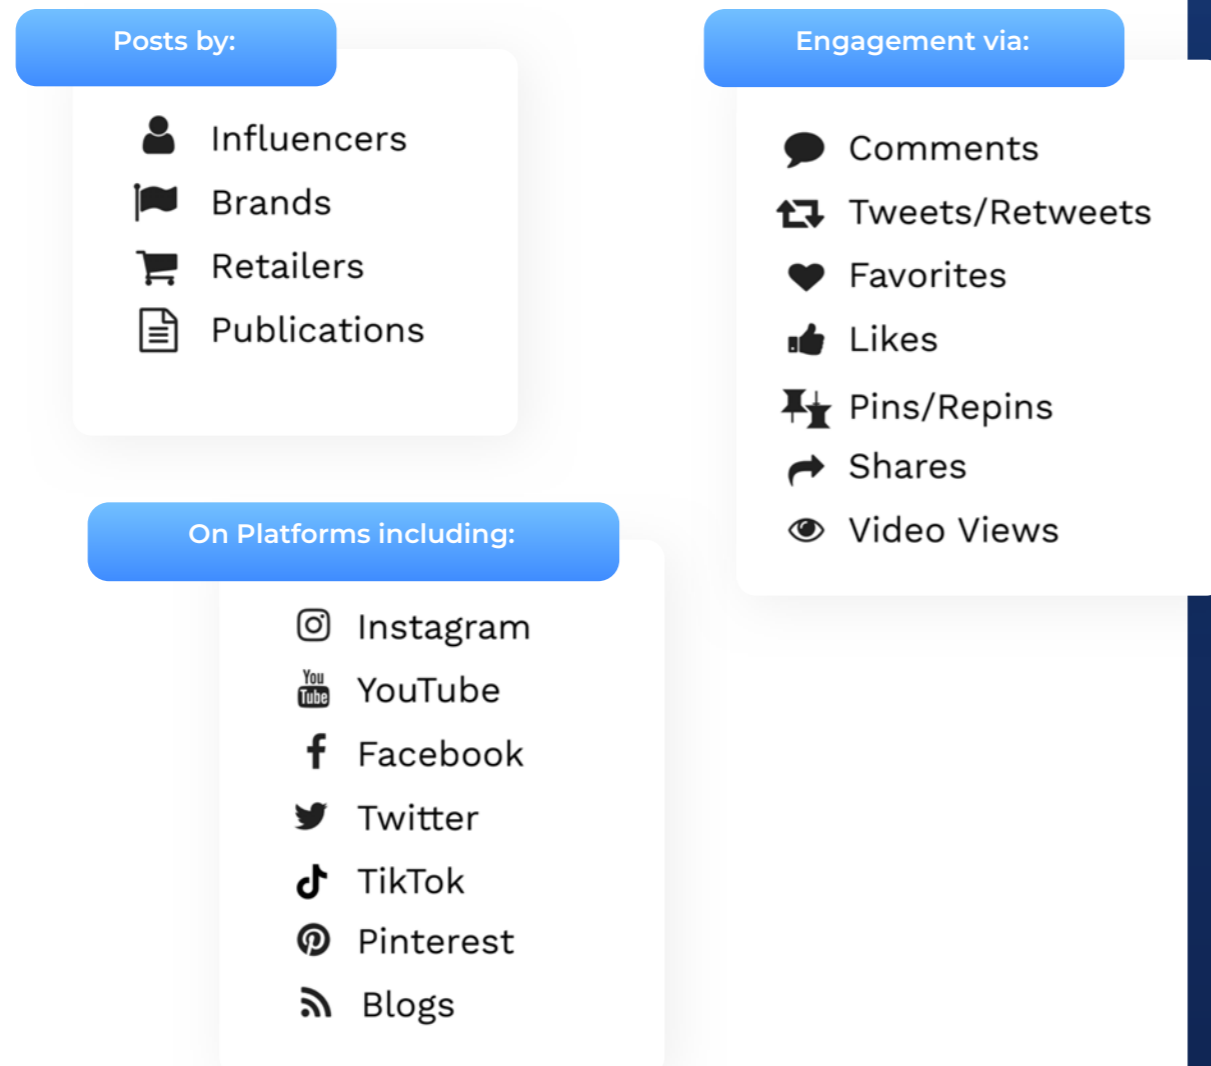 Posts by:
Influencers
Brands
Retailers
Publications
Engagement via:
Comments
Tweets/Retweets
Favorites
Likes
Pins/Repins
Shares
Video Views
On Platforms including:
Instagram
You
Tube
YouTube
Facebook
Twitter
TikTok
Pinterest
Blogs